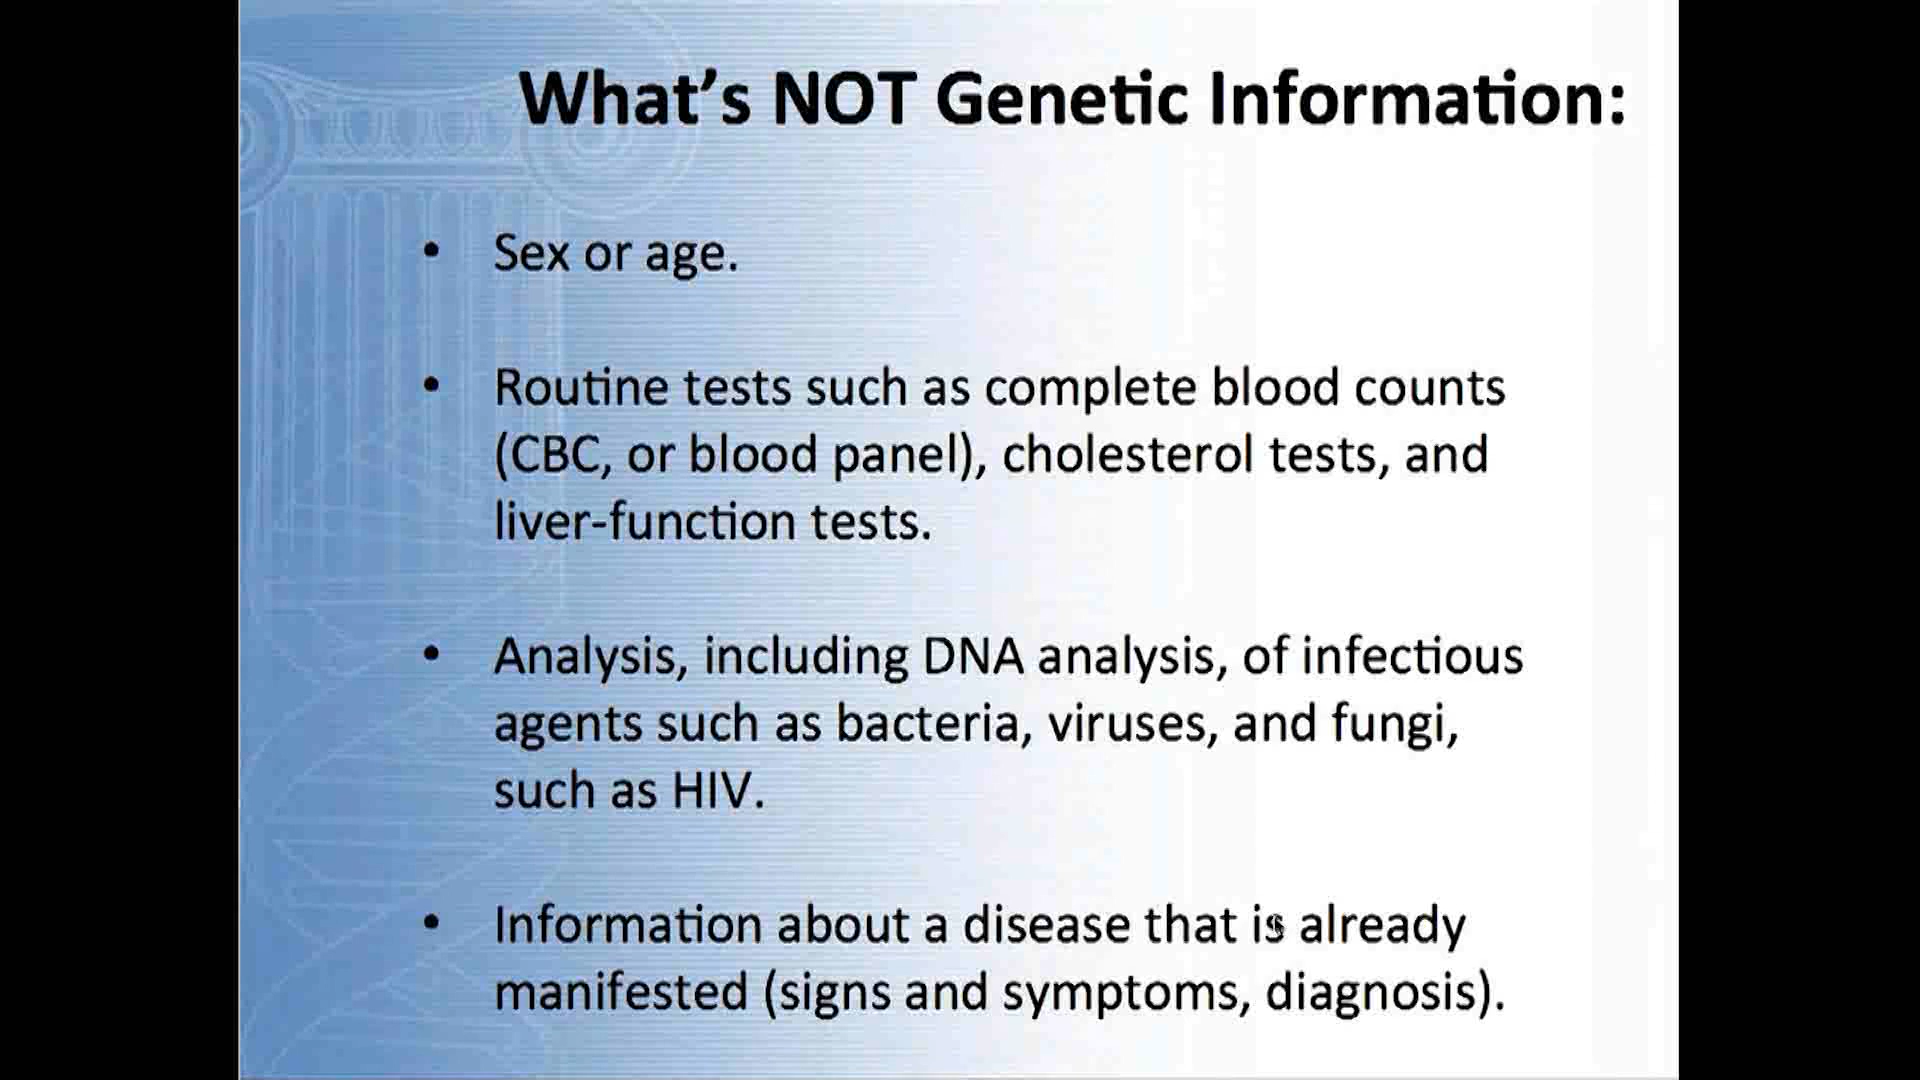 What's NOT Genetic Information:
• Sex or age.
• Routine tests such as complete blood counts
(CBC, or blood panel), cholesterol tests, and
liver-function tests.
• Analysis, including DNA analysis, of infectious
agents such as bacteria, viruses, and fungi,
such as HIV.
• Information about a disease that is already
manifested (signs and symptoms, diagnosis).